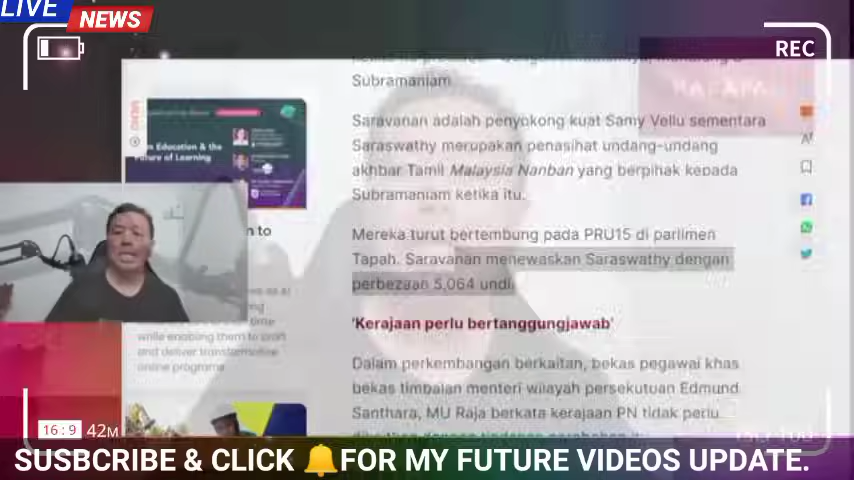 LIVE
NEWS
REC
Subramaniam
Saravanan adalah penyokong kuat Samy Vellu sementara
Saraswathy merupakan penasihat undang-undang
akhbar Tamil Malaysia Nanban yang berpihak kepada
Subramaniam ketika itu.
Mereka turut bertembung pada PRU15 di parlimen
Tapah. Saravanan menewaskan Saraswathy dengan
perbezaan 5,064 undi.
'Kerajaan perlu bertanggungjawab'
Dalam perkembangan berkaitan, bekas pegawai khas
bekas timbalan menteri wilayah persekutuan Edmund
Santhara, MU Raja berkata kerajaan PN tidak perlu
Education & the
Future of Learning
n to
while enabling them to craft
and deliver transformative
online programs
16:9 42M
SUSBCRIBE & CLICK 🔔FOR MY FUTURE VIDEOS UPDATE.